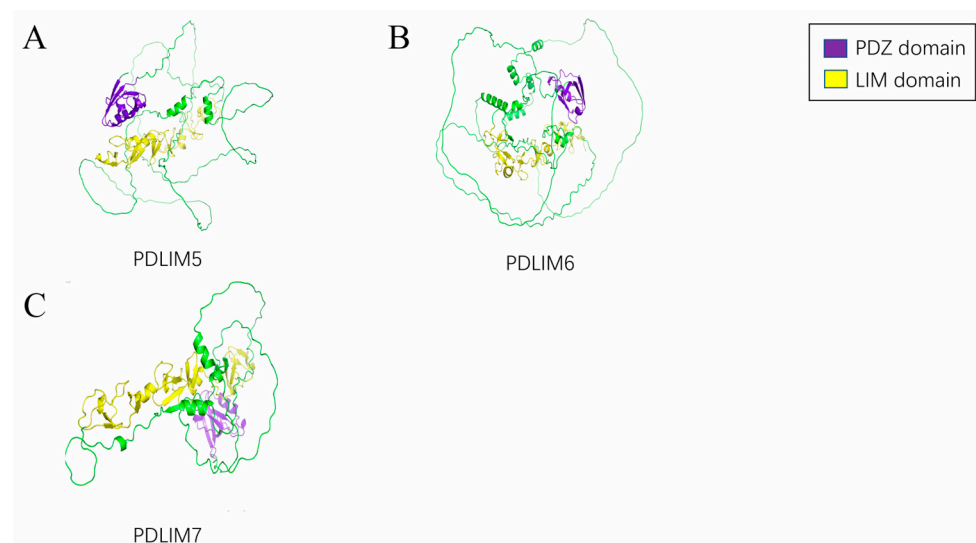 A
B
PDZ domain
LIM domain
PDLIM5
PDLIM6
C
PDLIM7